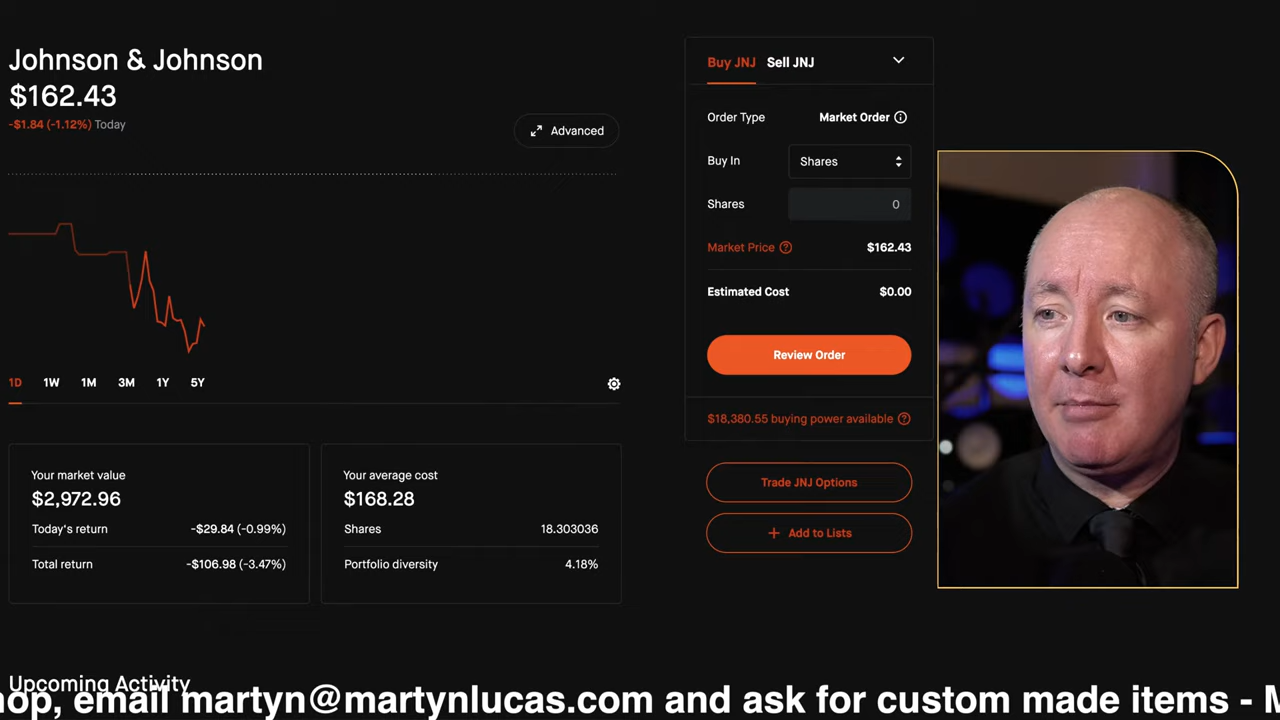 Johnson & Johnson
$162.43
-$1.84 (-1.12%) Today
Advanced
1D 1W 1M 3M 1Y 5Y
Your market value
$2,972.96
Today's return -$29.84 (-0.99%)
Total return -$106.98 (-3.47%)
Your average cost
$168.28
Shares 18.303036
Portfolio diversity 4.18%
Buy JNJ Sell JNJ
Order Type Market Order
Buy In Shares
Shares 0
Market Price $162.43
Estimated Cost $0.00
Review Order
$18,380.55 buying power available
Trade JNJ Options
+ Add to Lists
Upcoming Activity
hop, email martyn@martynlucas.com and ask for custom made items - M